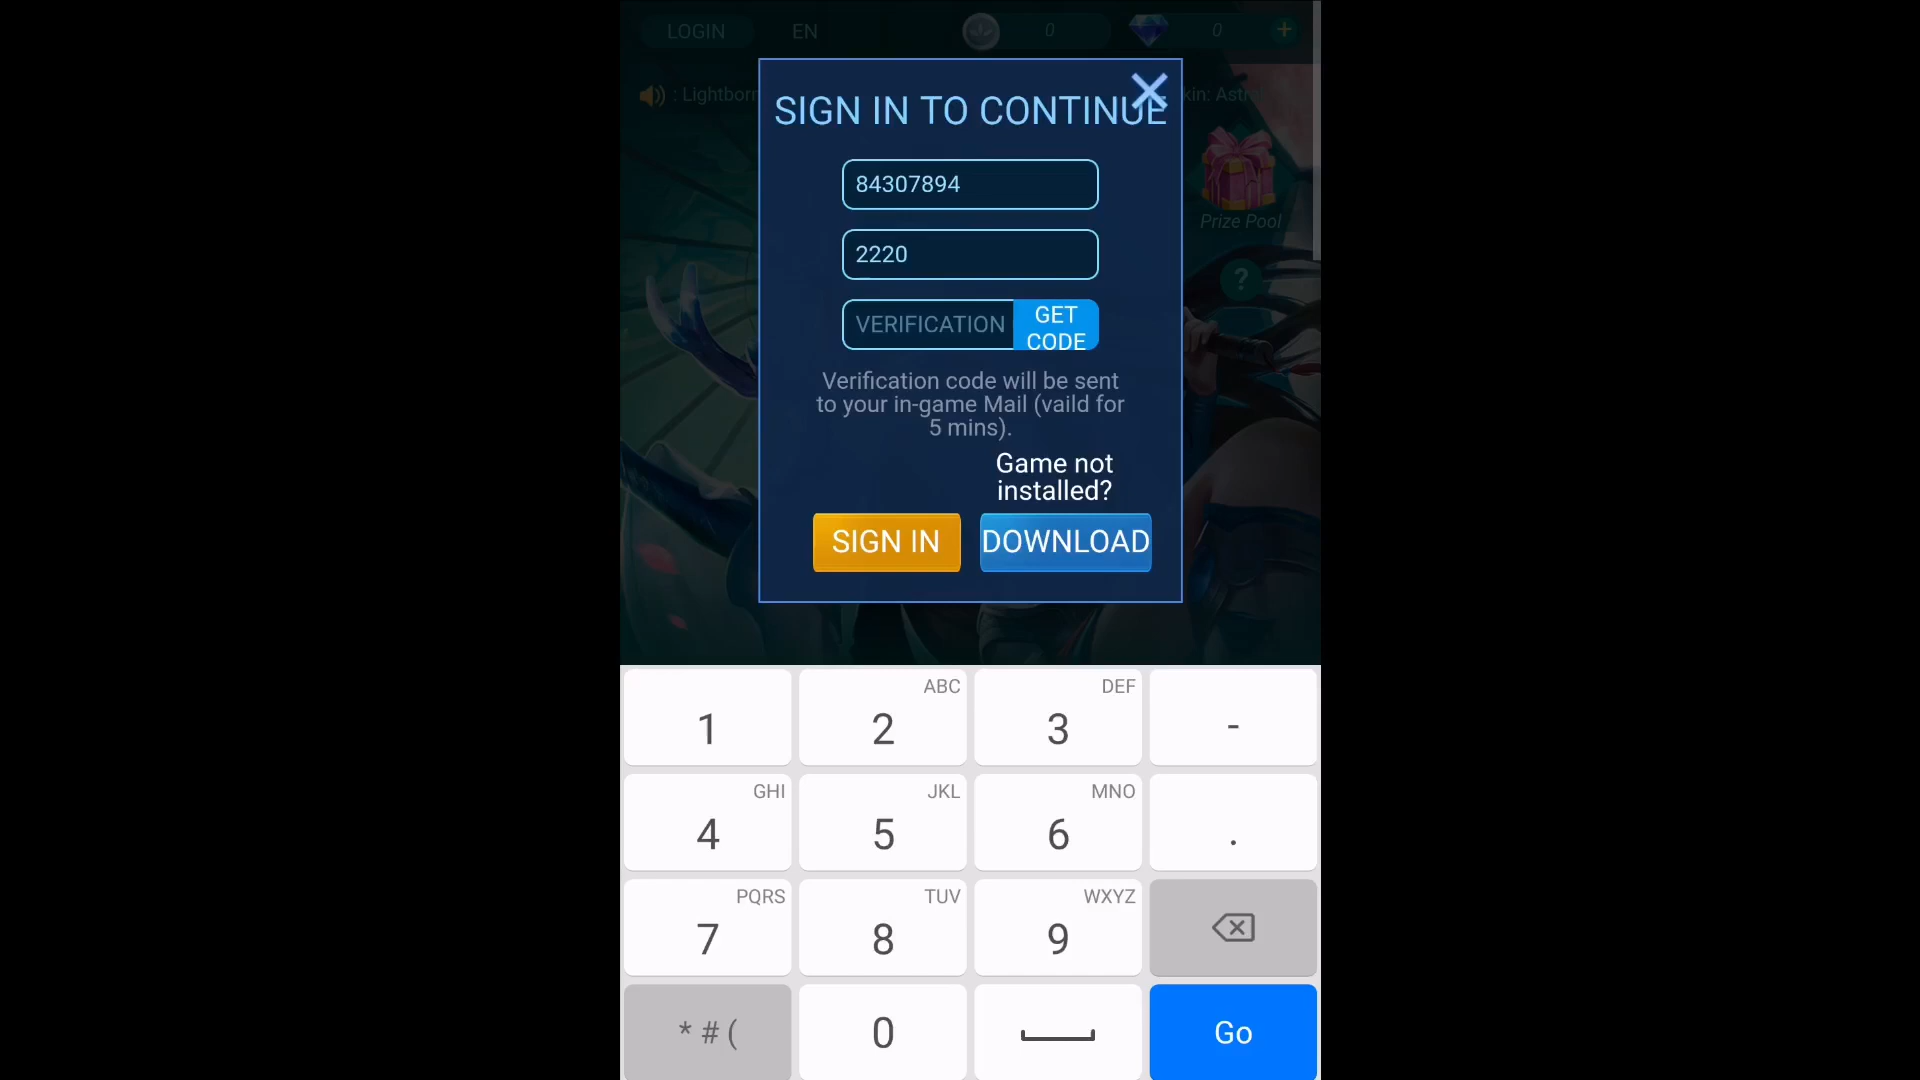 LOGIN EN 0 0 +
: Lightborn kin: Astral
SIGN IN TO CONTINUE
84307894
2220
VERIFICATION GET CODE
Verification code will be sent
to your in-game Mail (vaild for
5 mins).
Game not
installed?
SIGN IN DOWNLOAD
Prize Pool
?
1 2 ABC 3 DEF -
4 GHI 5 JKL 6 MNO .
7 PQRS 8 TUV 9 WXYZ
* # ( 0 Go